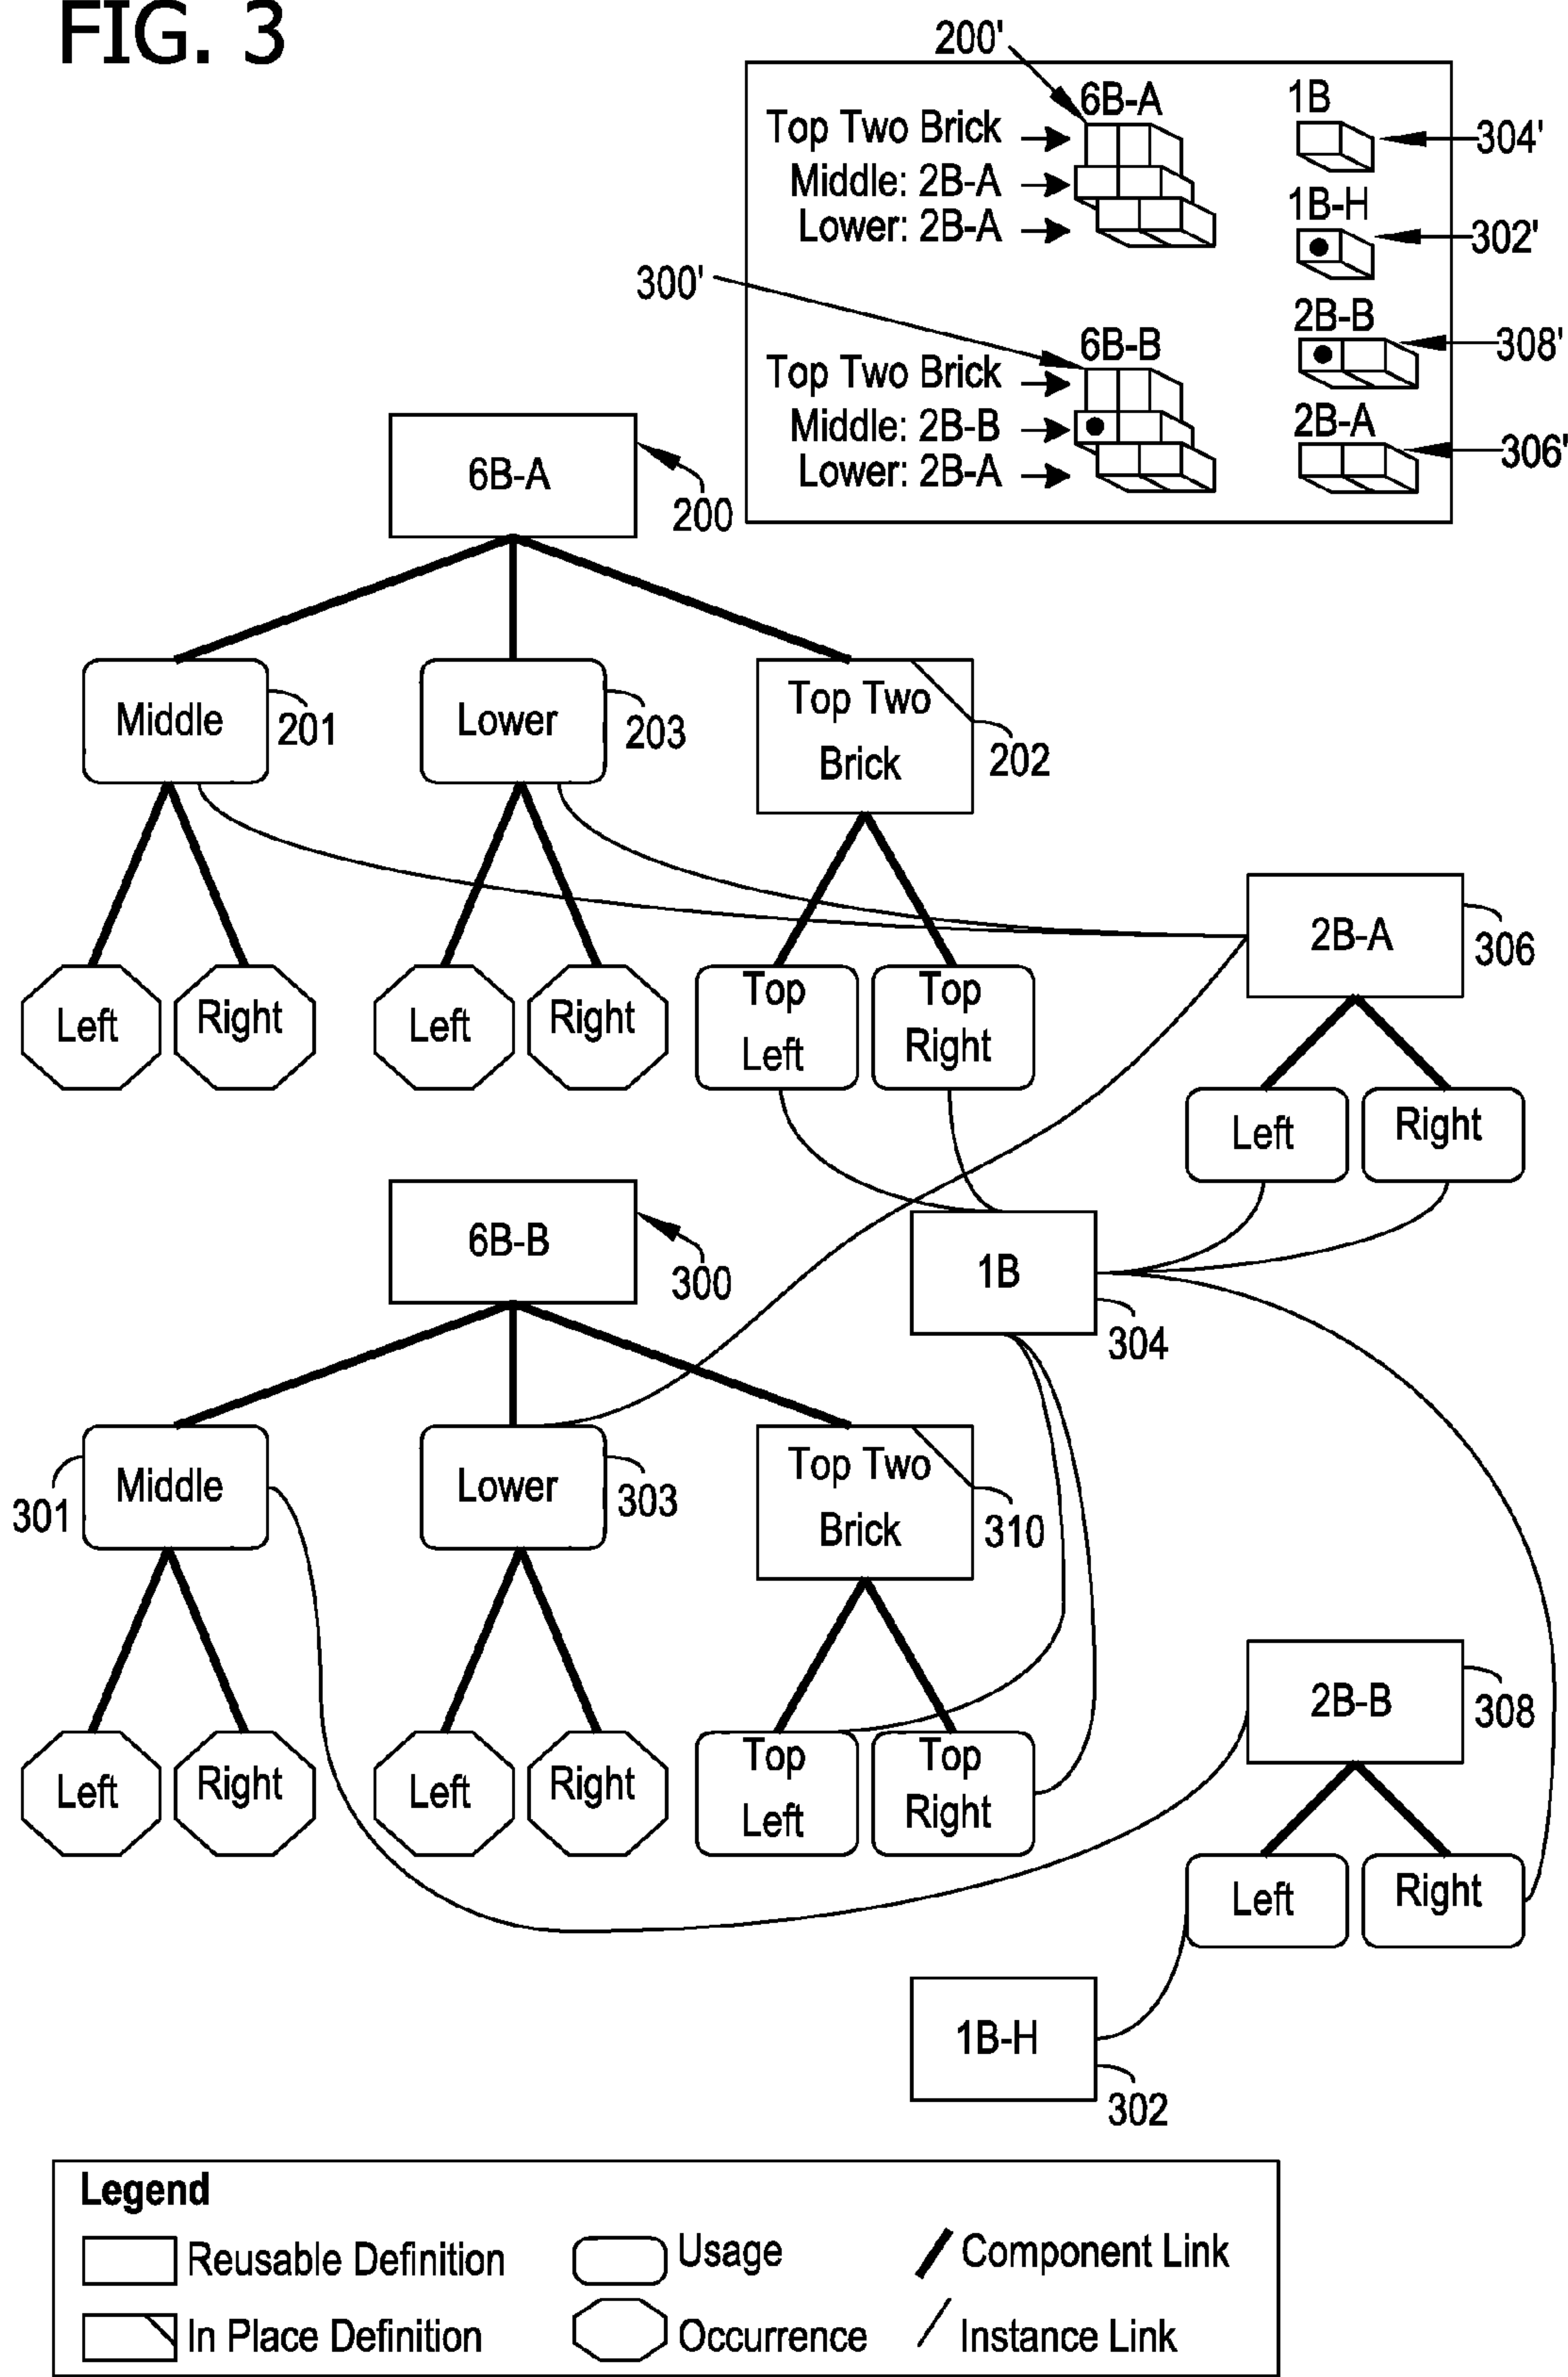 FIG. 3
200'
6B-A
1B
Top Two Brick
304'
Middle: 2B-A
1B-H
Lower: 2B-A
302'
300'
2B-B
6B-B
308'
Top Two Brick
Middle: 2B-B
2B-A
Lower: 2B-A
306'
6B-A
200
Middle
201
Lower
203
Top Two
Brick
202
2B-A
306
Left
Right
Left
Right
Top
Left
Top
Right
Left
Right
6B-B
300
1B
304
301
Middle
Lower
303
Top Two
Brick
310
2B-B
308
Left
Right
Left
Right
Top
Left
Top
Right
Left
Right
1B-H
302
Legend
Reusable Definition
Usage
Component Link
In Place Definition
Occurrence
Instance Link